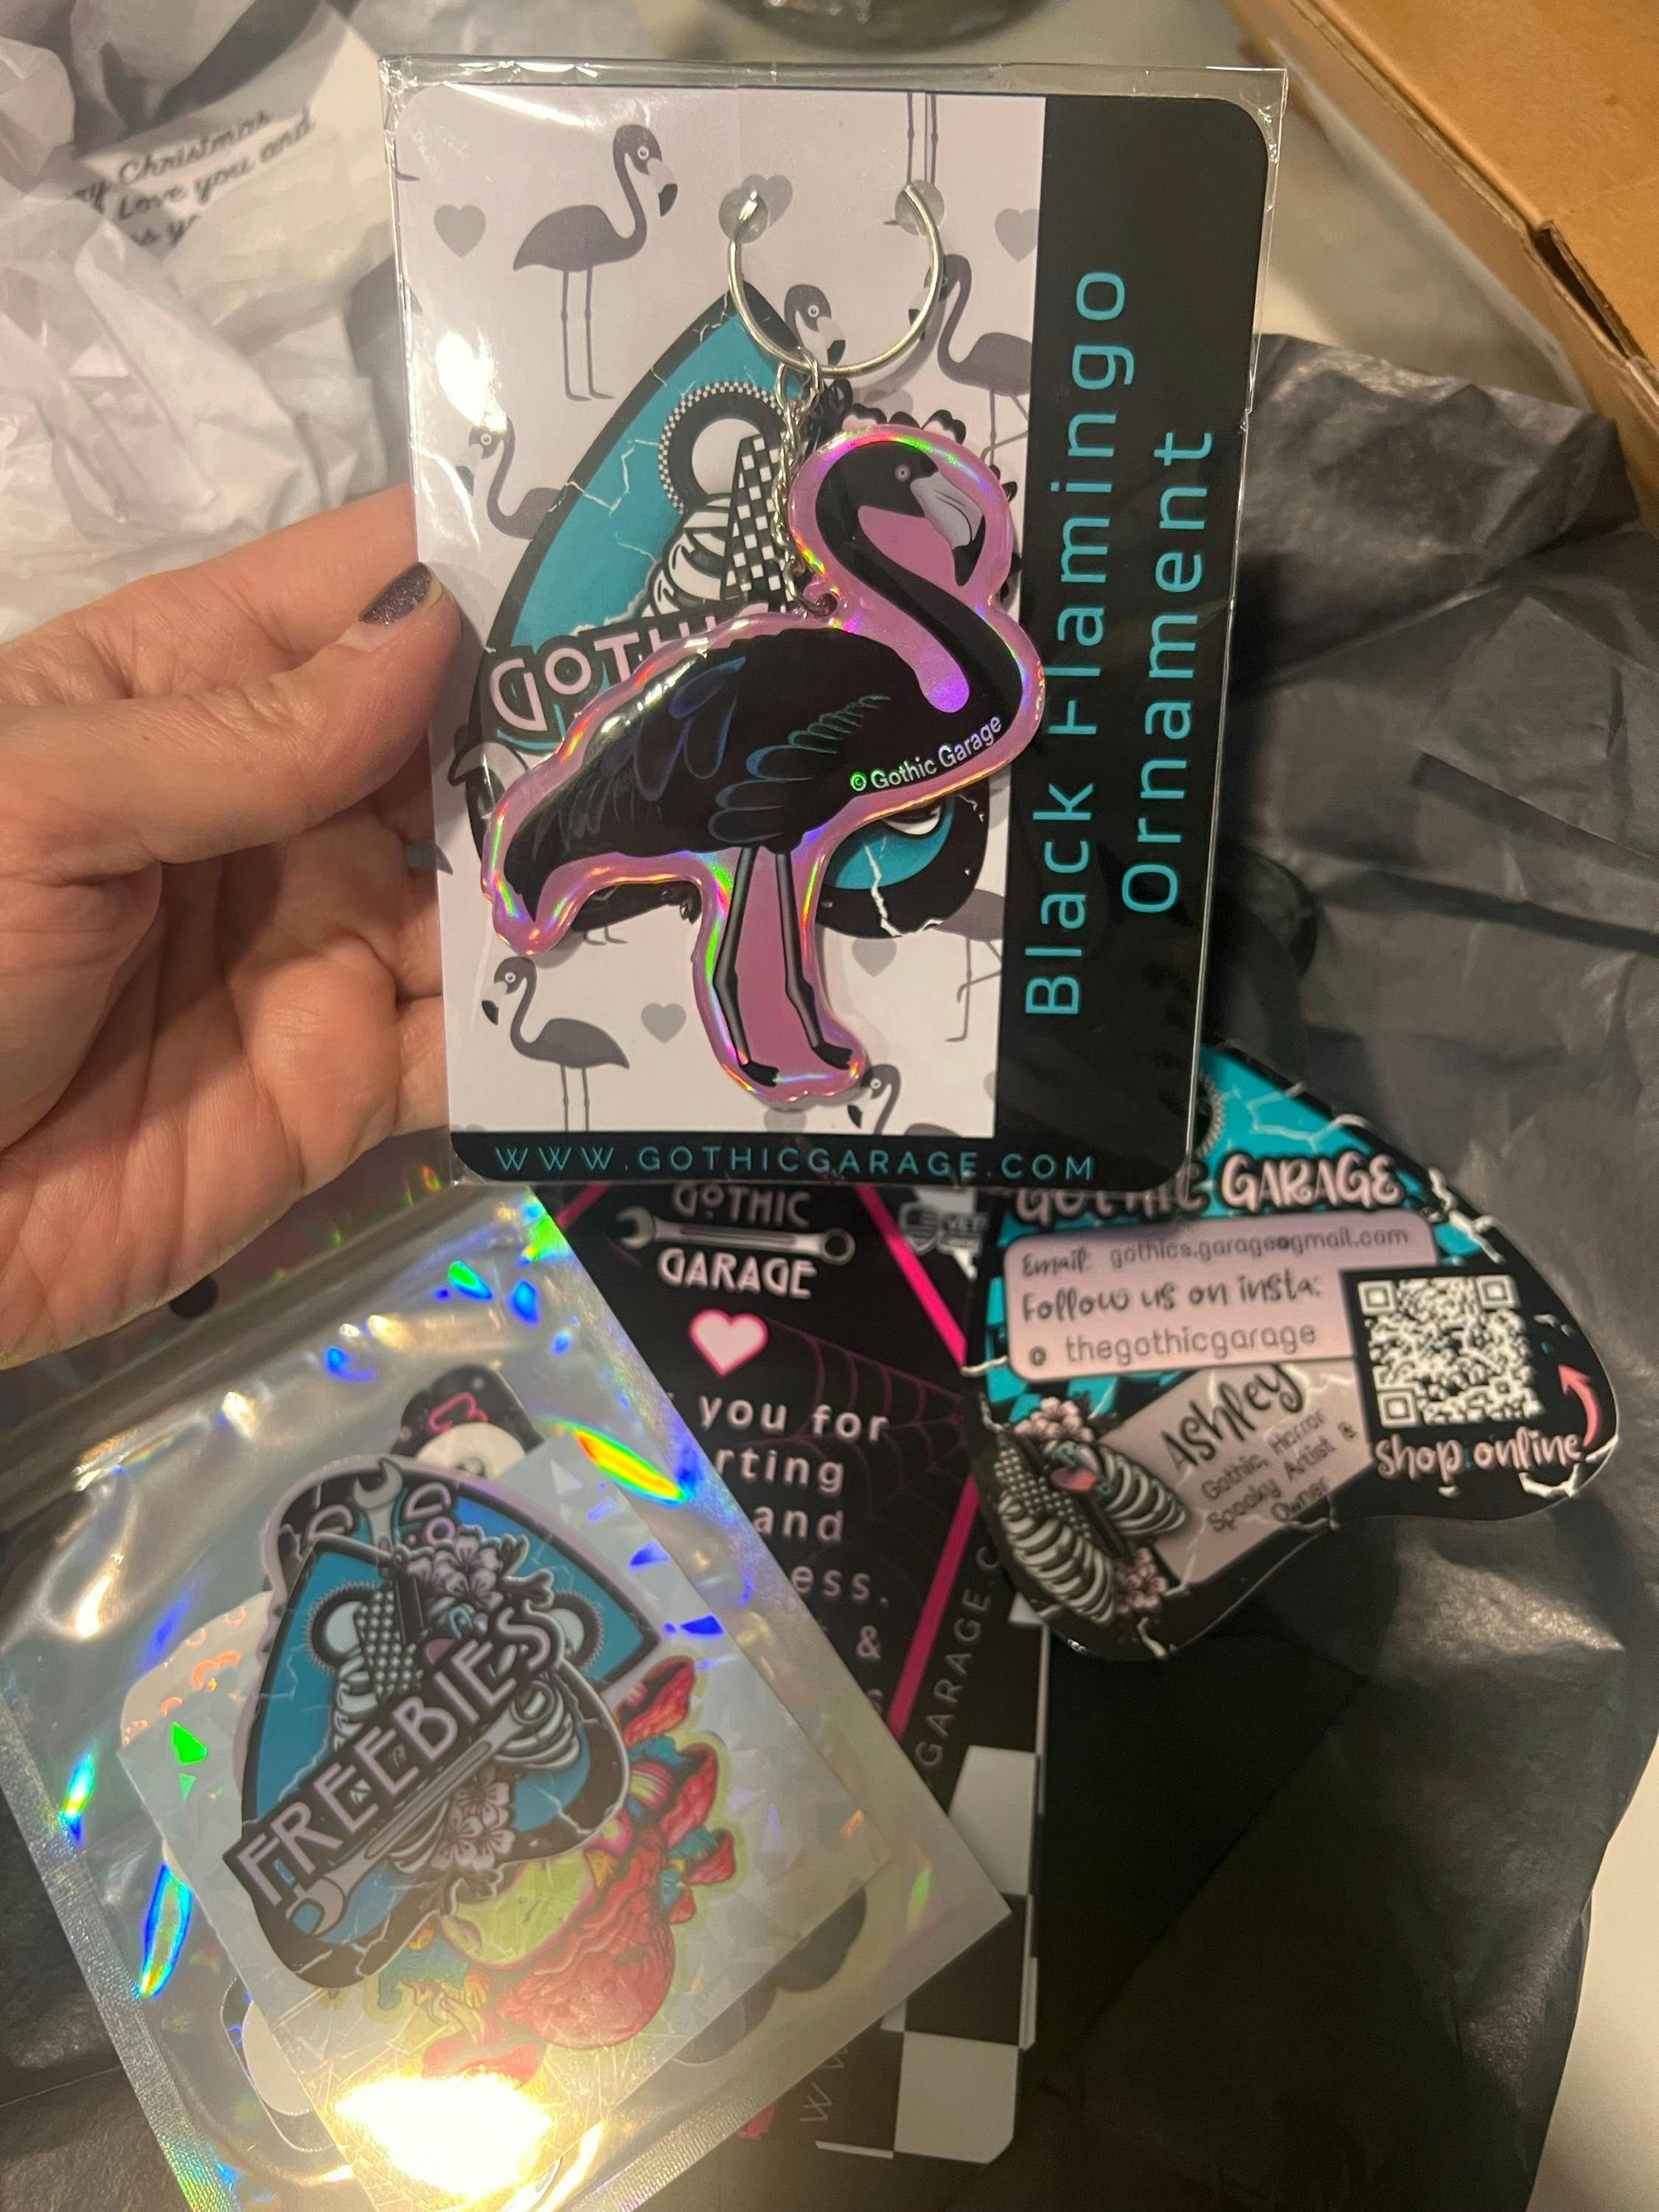 y Christmas
Love you and
Black Flamingo
Ornament
GOTHI
© Gothic Garage
WWW.GOTHICGARAGE.COM
GOTHIC
GARAGE
you for
rting
and
ess.
&
GARAGE.C
GOTHIC GARAGE
Email: gothics.garage@gmail.com
Follow us on insta:
thegothicgarage
Ashley
Gothic, Horror
Spooky Artist &
Owner
shop online
FREEBIES